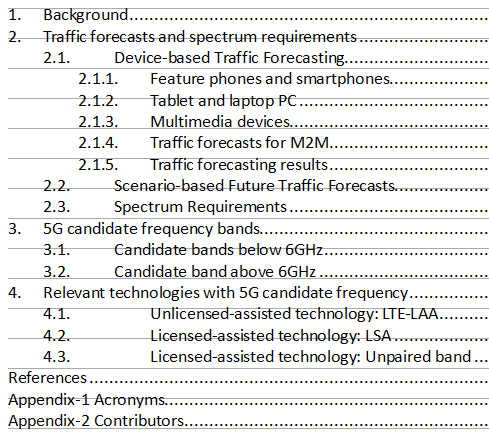 1. Background..........................................................................
2. Traffic forecasts and spectrum requirements..........................
2.1. Device-based Traffic Forecasting.............................
2.1.1. Feature phones and smartphones....................
2.1.2. Tablet and laptop PC......................................
2.1.3. Multimedia devices........................................
2.1.4. Traffic forecasts for M2M................................
2.1.5. Traffic forecasting results................................
2.2. Scenario-based Future Traffic Forecasts...................
2.3. Spectrum Requirements........................................
3. 5G candidate frequency bands..............................................
3.1. Candidate bands below 6GHz.................................
3.2. Candidate band above 6GHz..................................
4. Relevant technologies with 5G candidate frequency................
4.1. Unlicensed-assisted technology: LTE-LAA..........
4.2. Licensed-assisted technology: LSA...................
4.3. Licensed-assisted technology: Unpaired band...
References................................................................................
Appendix-1 Acronyms.................................................................
Appendix-2 Contributors.............................................................